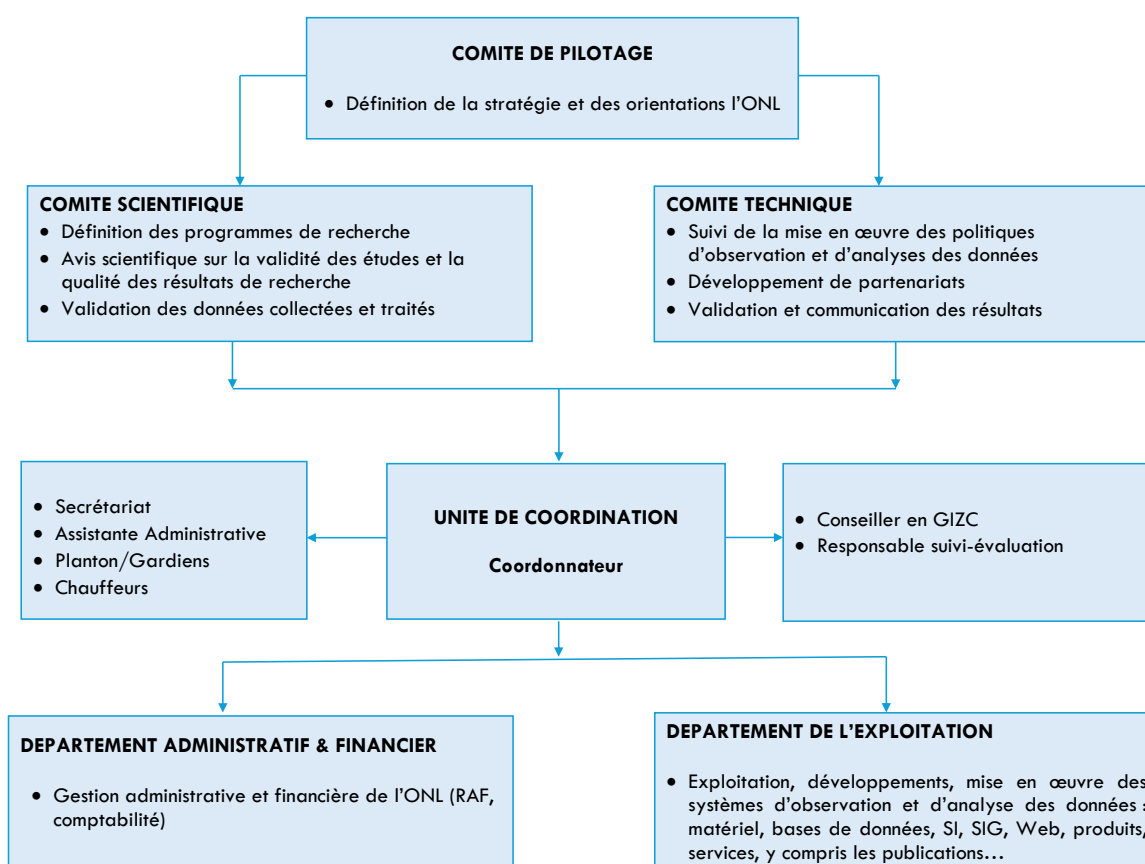 COMITE DE PILOTAGE
• Définition de la stratégie et des orientations l’ONL
COMITE SCIENTIFIQUE
• Définition des programmes de recherche
• Avis scientifique sur la validité des études et la
qualité des résultats de recherche
• Validation des données collectées et traités
COMITE TECHNIQUE
• Suivi de la mise en œuvre des politiques
d’observation et d’analyses des données
• Développement de partenariats
• Validation et communication des résultats
• Secrétariat
• Assistante Administrative
• Planton/Gardiens
• Chauffeurs
UNITE DE COORDINATION
Coordonnateur
• Conseiller en GIZC
• Responsable suivi-évaluation
DEPARTEMENT ADMINISTRATIF & FINANCIER
• Gestion administrative et financière de l’ONL (RAF,
comptabilité)
DEPARTEMENT DE L’EXPLOITATION
• Exploitation, développements, mise en œuvre des
systèmes d’observation et d’analyse des données :
matériel, bases de données, SI, SIG, Web, produits,
services, y compris les publications…